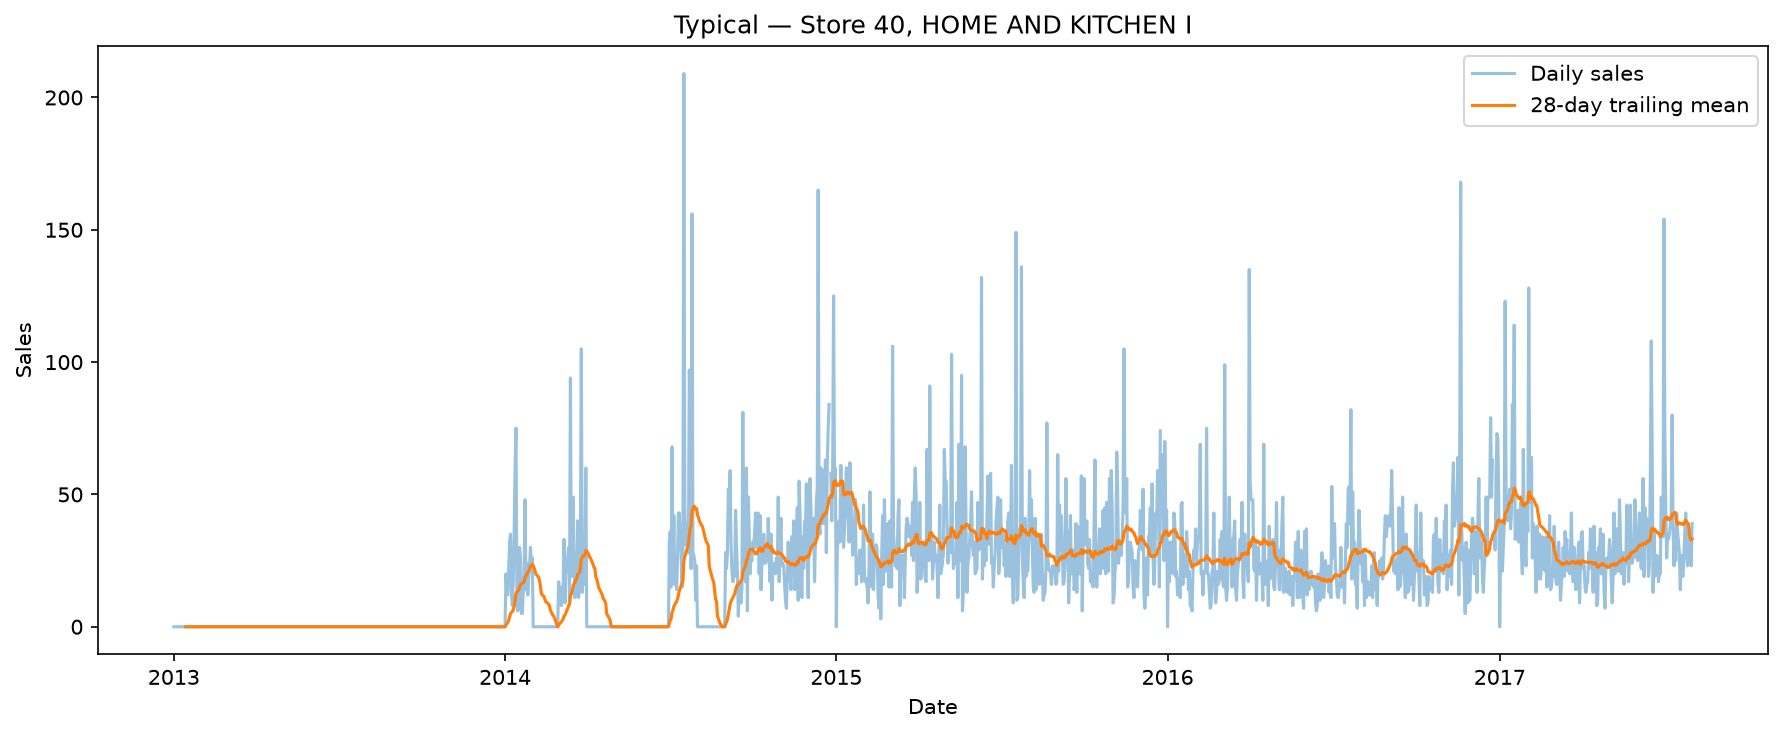 Typical — Store 40, HOME AND KITCHEN I
Daily sales
28-day trailing mean
200
150
100
50
0
Sales
2013
2014
2015
2016
2017
Date